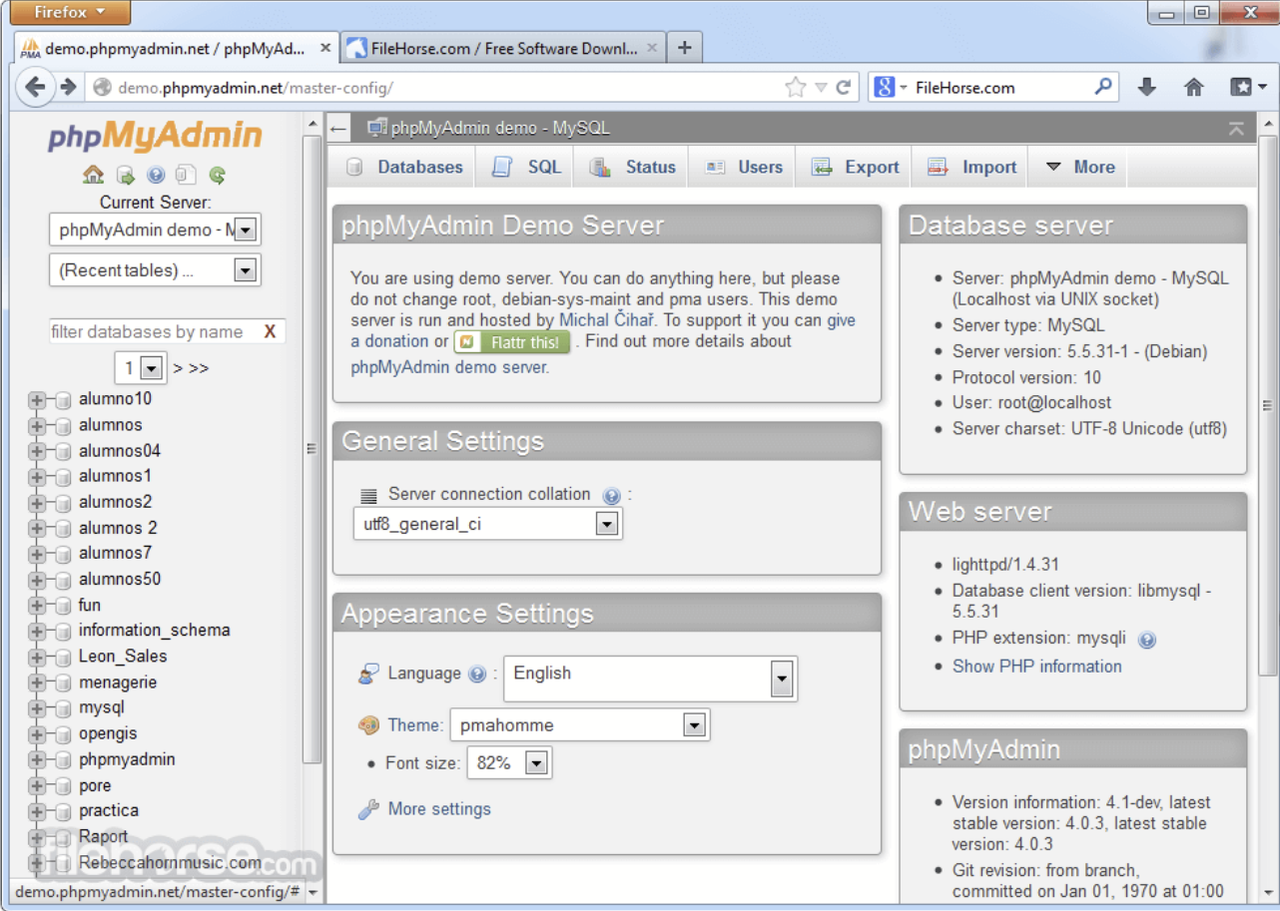 Firefox
demo.phpmyadmin.net / phpMyAd...
FileHorse.com / Free Software Downl...
demo.phpmyadmin.net/master-config/
FileHorse.com
phpMyAdmin
Current Server:
phpMyAdmin demo - M
(Recent tables) ...
filter databases by name X
1 > >>
alumno10
alumnos
alumnos04
alumnos1
alumnos2
alumnos 2
alumnos7
alumnos50
fun
information_schema
Leon_Sales
menagerie
mysql
opengis
phpmyadmin
pore
practica
Raport
Rebeccahornmusic.com
filehorse.com
demo.phpmyadmin.net/master-config/#
phpMyAdmin demo - MySQL
Databases SQL Status Users Export Import More
phpMyAdmin Demo Server
You are using demo server. You can do anything here, but please
do not change root, debian-sys-maint and pma users. This demo
server is run and hosted by Michal Čihař. To support it you can give
a donation or Flattr this! . Find out more details about
phpMyAdmin demo server.
General Settings
Server connection collation :
utf8_general_ci
Appearance Settings
Language : English
Theme: pmahomme
Font size: 82%
More settings
Database server
Server: phpMyAdmin demo - MySQL
(Localhost via UNIX socket)
Server type: MySQL
Server version: 5.5.31-1 - (Debian)
Protocol version: 10
User: root@localhost
Server charset: UTF-8 Unicode (utf8)
Web server
lighttpd/1.4.31
Database client version: libmysql -
5.5.31
PHP extension: mysqli
Show PHP information
phpMyAdmin
Version information: 4.1-dev, latest
stable version: 4.0.3, latest stable
version: 4.0.3
Git revision: from branch,
committed on Jan 01, 1970 at 01:00